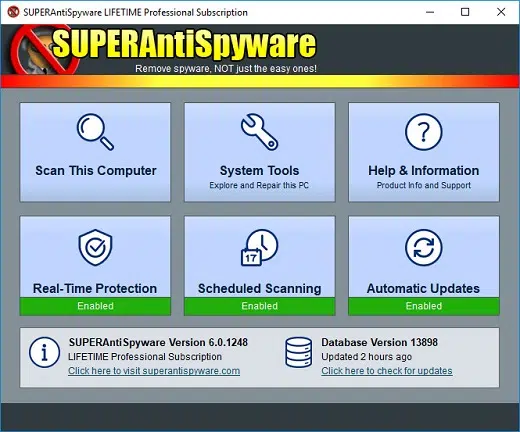 SUPERAntiSpyware LIFETIME Professional Subscription
SUPERAntiSpyware
Remove spyware, NOT just the easy ones!
Scan This Computer
System Tools
Explore and Repair this PC
Help & Information
Product Info and Support
Real-Time Protection
Enabled
17
Scheduled Scanning
Enabled
Automatic Updates
Enabled
SUPERAntiSpyware Version 6.0.1248
LIFETIME Professional Subscription
Click here to visit superantispyware.com
Database Version 13898
Updated 2 hours ago
Click here to check for updates